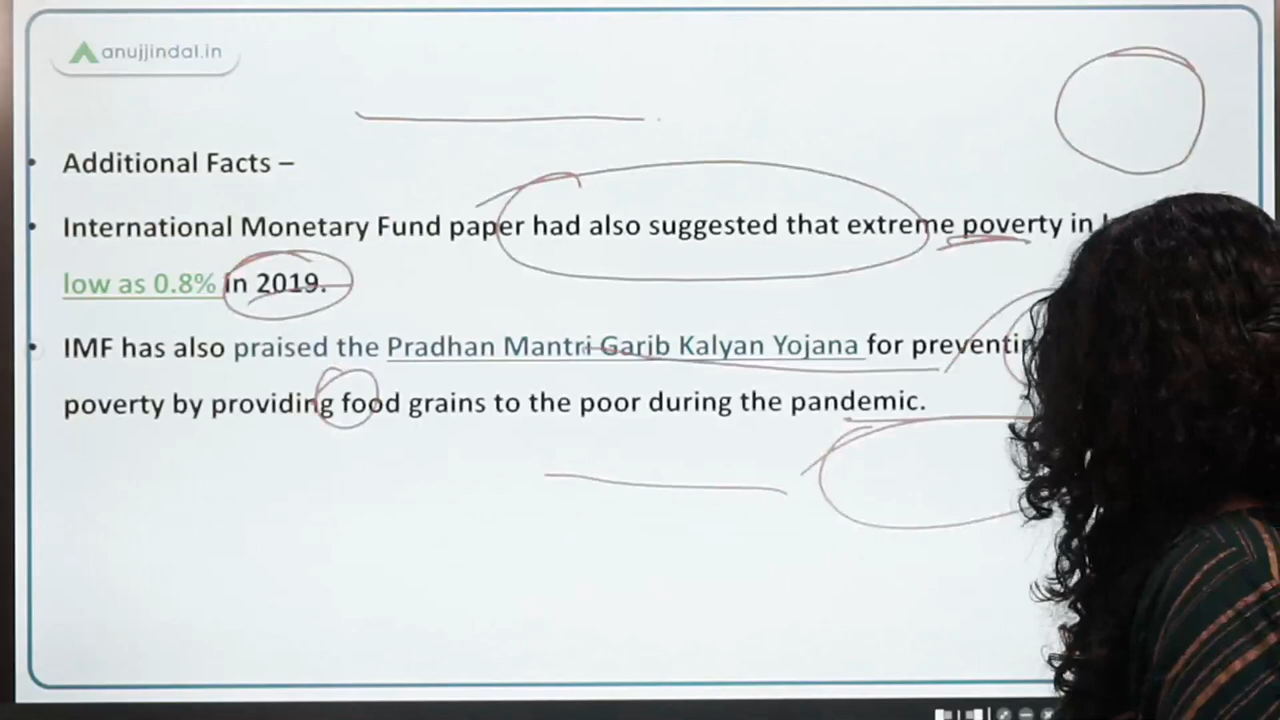 anujjindal.in
Additional Facts –
International Monetary Fund paper had also suggested that extreme poverty in
low as 0.8% in 2019.
IMF has also praised the Pradhan Mantri Garib Kalyan Yojana for
poverty by providing food grains to the poor during the pandemic.